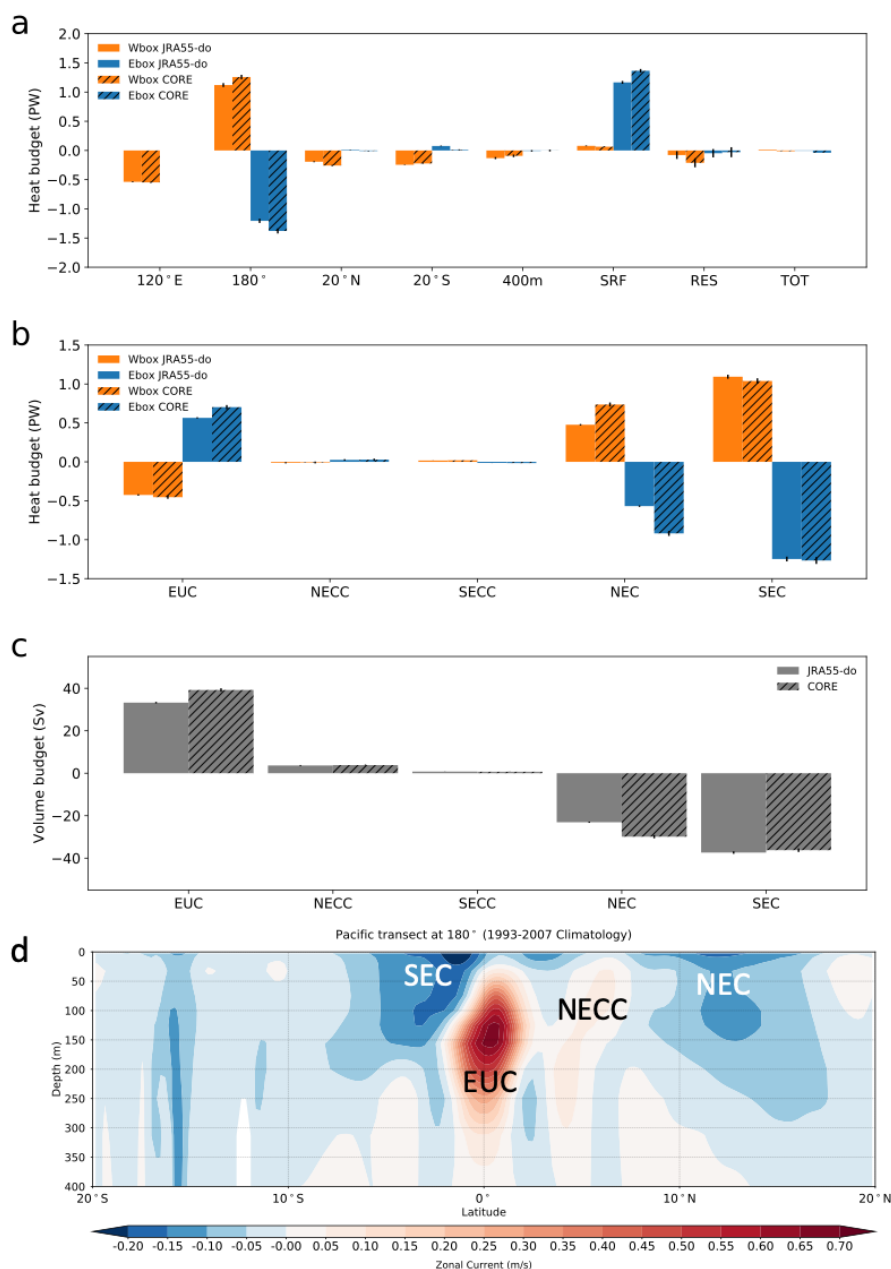 a
2.0
1.5
1.0
0.5
0.0
−0.5
−1.0
−1.5
−2.0
Heat budget (PW)
Wbox JRA55-do
Ebox JRA55-do
Wbox CORE
Ebox CORE
120°E 180° 20°N 20°S 400m SRF RES TOT
b
1.5
1.0
0.5
0.0
−0.5
−1.0
−1.5
Heat budget (PW)
Wbox JRA55-do
Ebox JRA55-do
Wbox CORE
Ebox CORE
EUC NECC SECC NEC SEC
c
40
20
0
−20
−40
Volume budget (Sv)
JRA55-do
CORE
EUC NECC SECC NEC SEC
d
Pacific transect at 180° (1993-2007 Climatology)
0
50
100
150
200
250
300
350
400
Depth (m)
SEC
NEC
NECC
EUC
20°S 10°S 0° 10°N 20°N
Latitude
-0.20 -0.15 -0.10 -0.05 -0.00 0.05 0.10 0.15 0.20 0.25 0.30 0.35 0.40 0.45 0.50 0.55 0.60 0.65 0.70
Zonal Current (m/s)